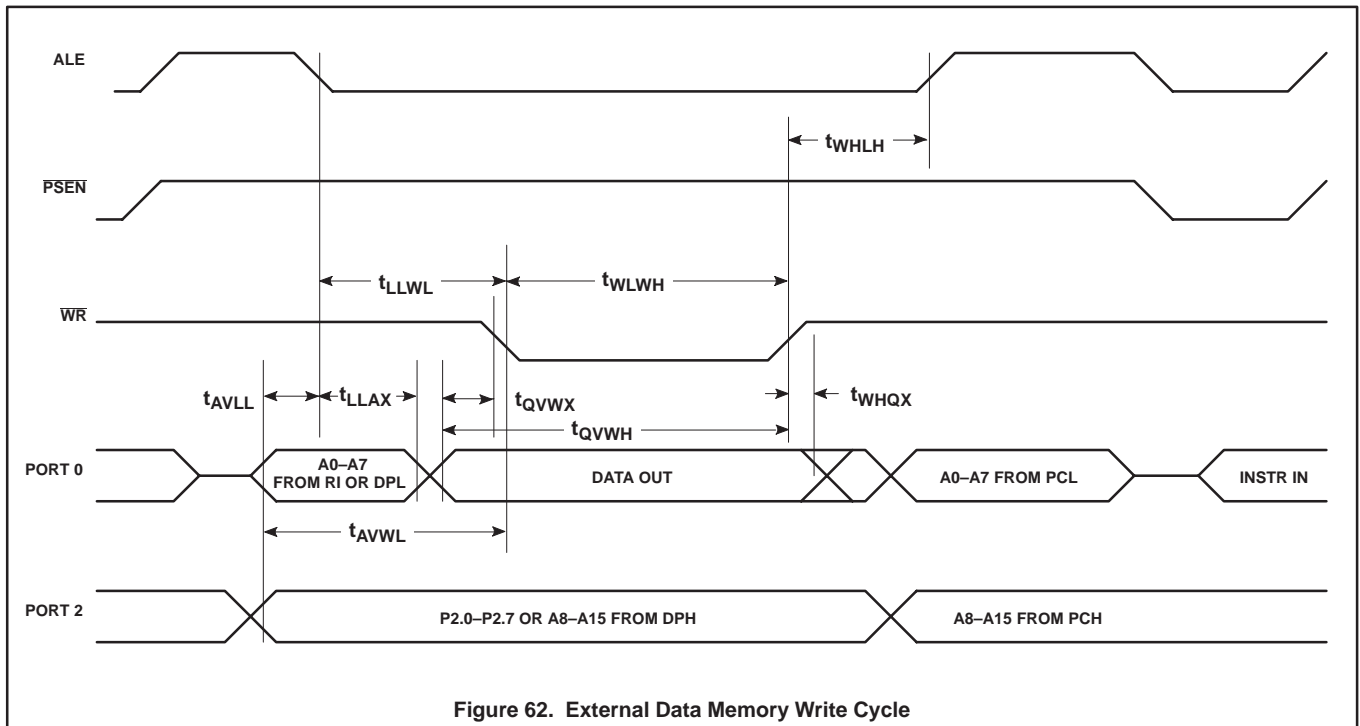 ALE
tWHLH
PSEN
tLLWL
tWLWH
WR
tAVLL
tLLAX
tQVWX
tWHQX
tQVWH
PORT 0
A0–A7
FROM RI OR DPL
DATA OUT
A0–A7 FROM PCL
INSTR IN
tAVWL
PORT 2
P2.0–P2.7 OR A8–A15 FROM DPH
A8–A15 FROM PCH
Figure 62. External Data Memory Write Cycle